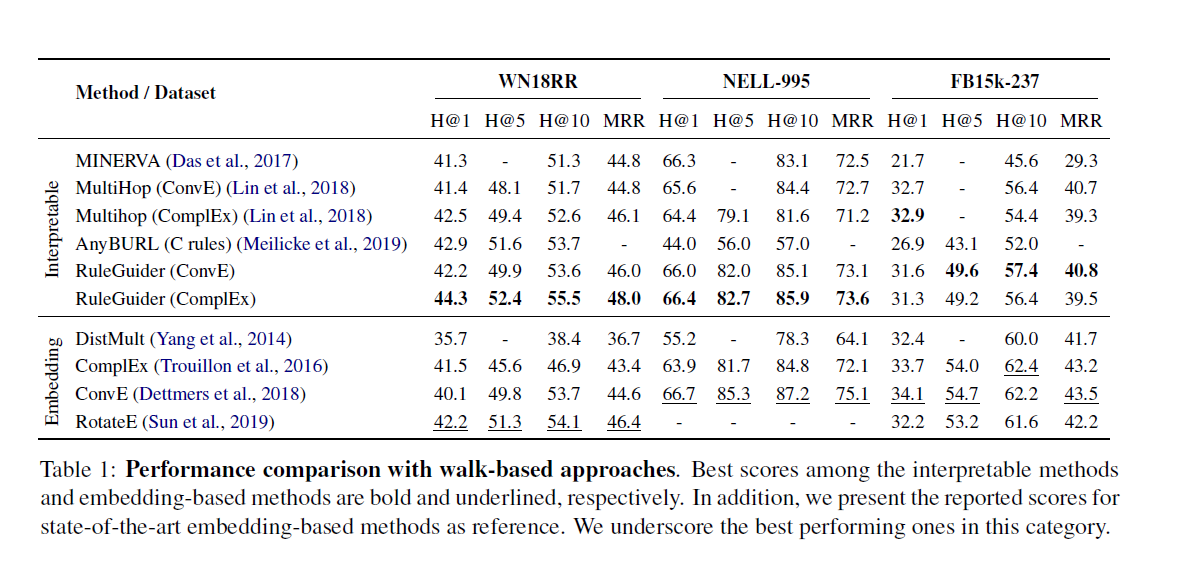 Method / Dataset WN18RR NELL-995 FB15k-237
H@1 H@5 H@10 MRR H@1 H@5 H@10 MRR H@1 H@5 H@10 MRR
Interpretable
MINERVA (Das et al., 2017) 41.3 - 51.3 44.8 66.3 - 83.1 72.5 21.7 - 45.6 29.3
MultiHop (ConvE) (Lin et al., 2018) 41.4 48.1 51.7 44.8 65.6 - 84.4 72.7 32.7 - 56.4 40.7
Multihop (ComplEx) (Lin et al., 2018) 42.5 49.4 52.6 46.1 64.4 79.1 81.6 71.2 32.9 - 54.4 39.3
AnyBURL (C rules) (Meilicke et al., 2019) 42.9 51.6 53.7 - 44.0 56.0 57.0 - 26.9 43.1 52.0 -
RuleGuider (ConvE) 42.2 49.9 53.6 46.0 66.0 82.0 85.1 73.1 31.6 49.6 57.4 40.8
RuleGuider (ComplEx) 44.3 52.4 55.5 48.0 66.4 82.7 85.9 73.6 31.3 49.2 56.4 39.5
Embedding
DistMult (Yang et al., 2014) 35.7 - 38.4 36.7 55.2 - 78.3 64.1 32.4 - 60.0 41.7
ComplEx (Trouillon et al., 2016) 41.5 45.6 46.9 43.4 63.9 81.7 84.8 72.1 33.7 54.0 62.4 43.2
ConvE (Dettmers et al., 2018) 40.1 49.8 53.7 44.6 66.7 85.3 87.2 75.1 34.1 54.7 62.2 43.5
RotatE (Sun et al., 2019) 42.2 51.3 54.1 46.4 - - - - 32.2 53.2 61.6 42.2
Table 1: Performance comparison with walk-based approaches. Best scores among the interpretable methods
and embedding-based methods are bold and underlined, respectively. In addition, we present the reported scores for
state-of-the-art embedding-based methods as reference. We underscore the best performing ones in this category.